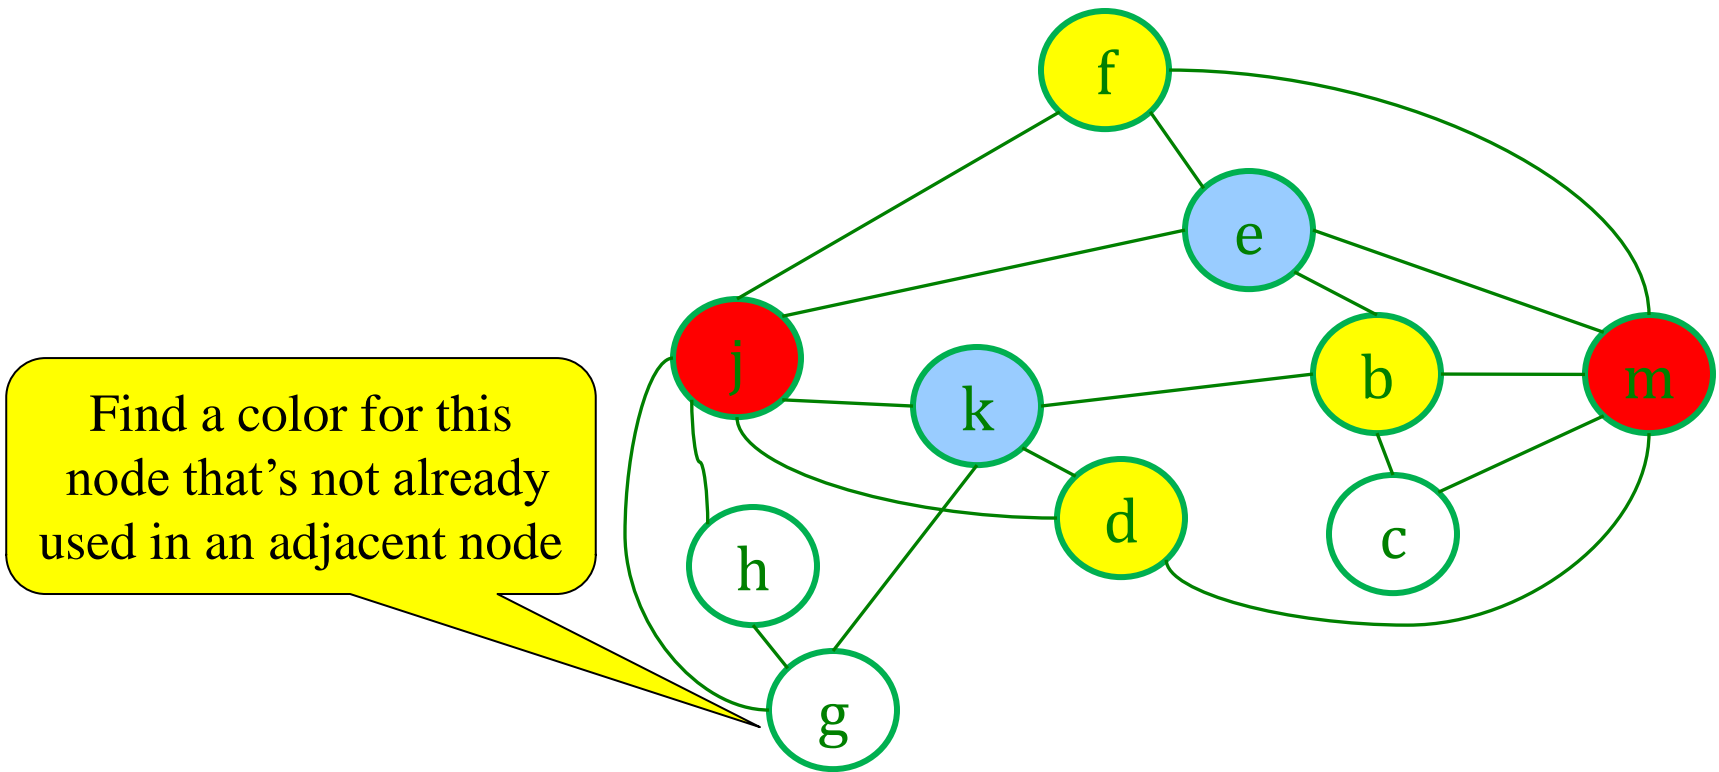 f
e
j
k
b
m
Find a color for this
node that’s not already
used in an adjacent node
d
c
h
g